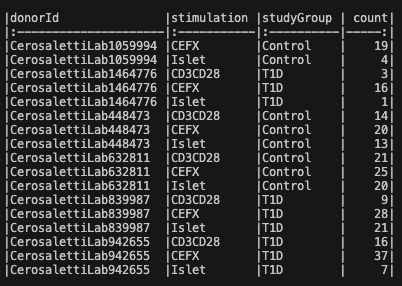 |donorId |stimulation |studyGroup | count|
|:---------------------|:-----------|:----------|-----:|
|CerosalettiLab1059994 |CEFX |Control | 19|
|CerosalettiLab1059994 |Islet |Control | 4|
|CerosalettiLab1464776 |CD3CD28 |T1D | 3|
|CerosalettiLab1464776 |CEFX |T1D | 16|
|CerosalettiLab1464776 |Islet |T1D | 1|
|CerosalettiLab448473 |CD3CD28 |Control | 14|
|CerosalettiLab448473 |CEFX |Control | 20|
|CerosalettiLab448473 |Islet |Control | 13|
|CerosalettiLab632811 |CD3CD28 |Control | 21|
|CerosalettiLab632811 |CEFX |Control | 25|
|CerosalettiLab632811 |Islet |Control | 20|
|CerosalettiLab839987 |CD3CD28 |T1D | 9|
|CerosalettiLab839987 |CEFX |T1D | 28|
|CerosalettiLab839987 |Islet |T1D | 21|
|CerosalettiLab942655 |CD3CD28 |T1D | 16|
|CerosalettiLab942655 |CEFX |T1D | 37|
|CerosalettiLab942655 |Islet |T1D | 7|